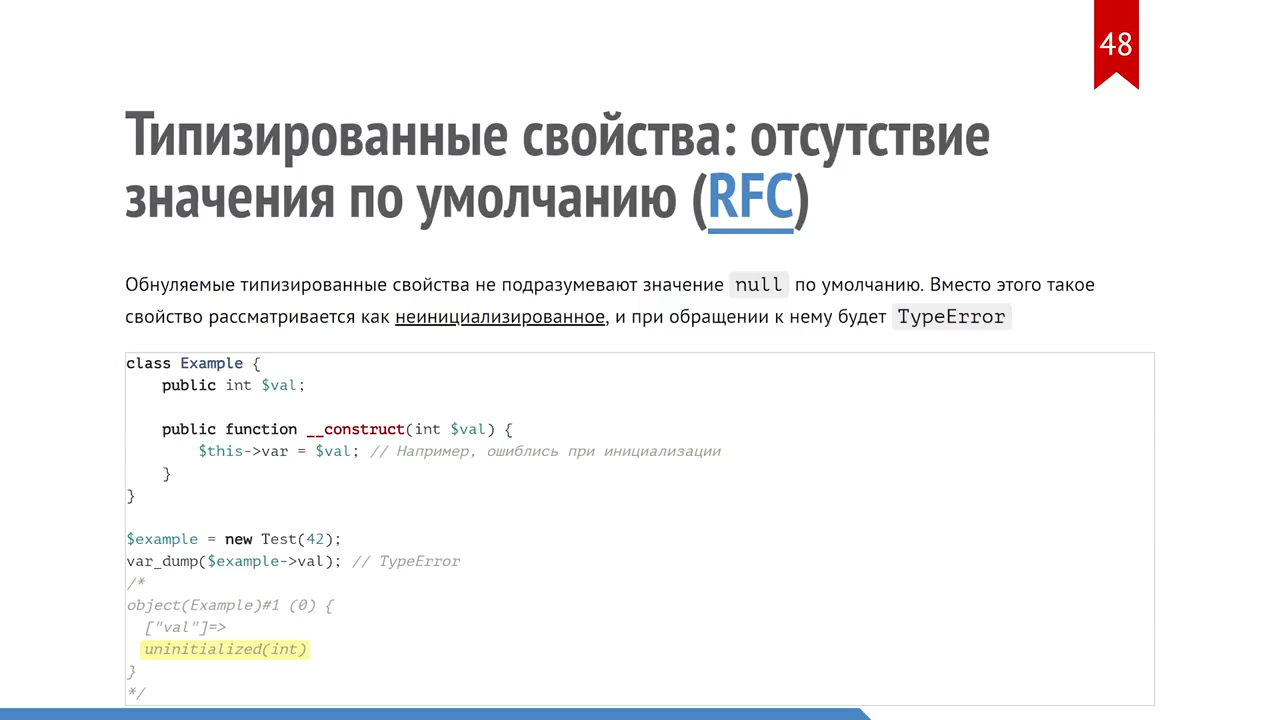 48
Типизированные свойства: отсутствие
значения по умолчанию (RFC)
Обнуляемые типизированные свойства не подразумевают значение null по умолчанию. Вместо этого такое
свойство рассматривается как неинициализированное, и при обращении к нему будет TypeError
class Example {
    public int $val;
    public function __construct(int $val) {
        $this->var = $val; // Например, ошиблись при инициализации
    }
}
$example = new Test(42);
var_dump($example->val); // TypeError
/*
object(Example)#1 (0) {
  ["val"]=>
  uninitialized(int)
}
*/